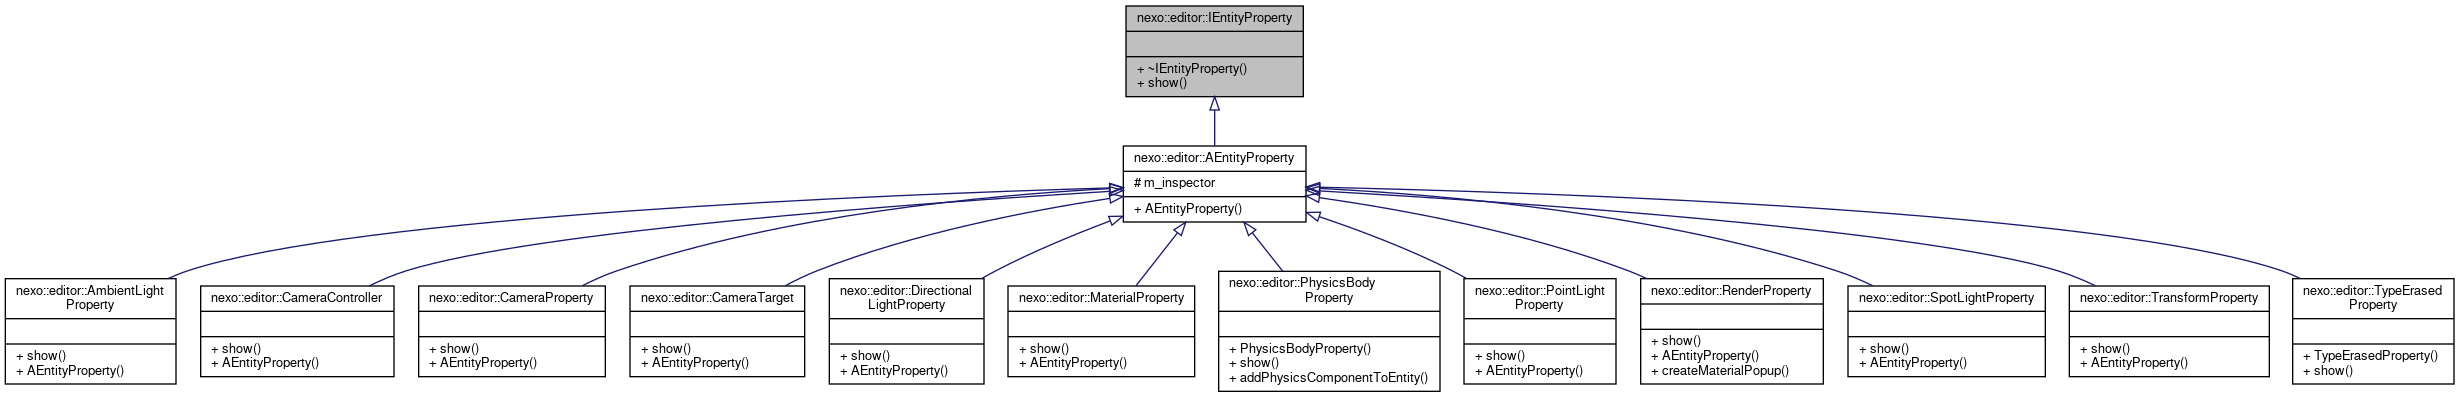 nexo::editor::IEntityProperty
+ ~IEntityProperty()
+ show()
nexo::editor::AEntityProperty
# m_inspector
+ AEntityProperty()
nexo::editor::AmbientLight
Property
+ show()
+ AEntityProperty()
nexo::editor::CameraController
+ show()
+ AEntityProperty()
nexo::editor::CameraProperty
+ show()
+ AEntityProperty()
nexo::editor::CameraTarget
+ show()
+ AEntityProperty()
nexo::editor::Directional
LightProperty
+ show()
+ AEntityProperty()
nexo::editor::MaterialProperty
+ show()
+ AEntityProperty()
nexo::editor::PhysicsBody
Property
+ PhysicsBodyProperty()
+ show()
+ addPhysicsComponentToEntity()
nexo::editor::PointLight
Property
+ show()
+ AEntityProperty()
nexo::editor::RenderProperty
+ show()
+ AEntityProperty()
+ createMaterialPopup()
nexo::editor::SpotLightProperty
+ show()
+ AEntityProperty()
nexo::editor::TransformProperty
+ show()
+ AEntityProperty()
nexo::editor::TypeErased
Property
+ TypeErasedProperty()
+ show()